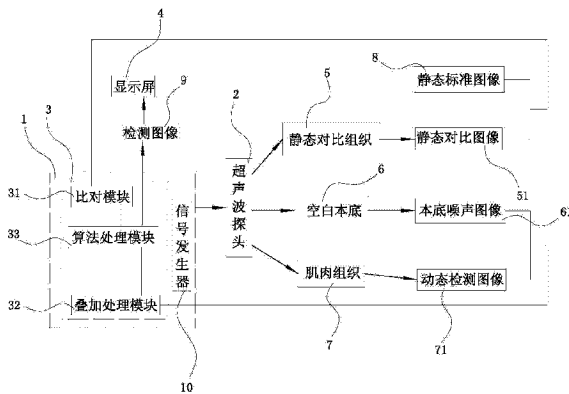 4
显示屏
9
检测图像
1
3
31
比对模块
33
算法处理模块
32
叠加处理模块
信号发生器
10
2
超声波探头
5
静态对比组织
6
空白本底
肌肉组织
7
8
静态标准图像
静态对比图像
51
本底噪声图像
61
动态检测图像
71